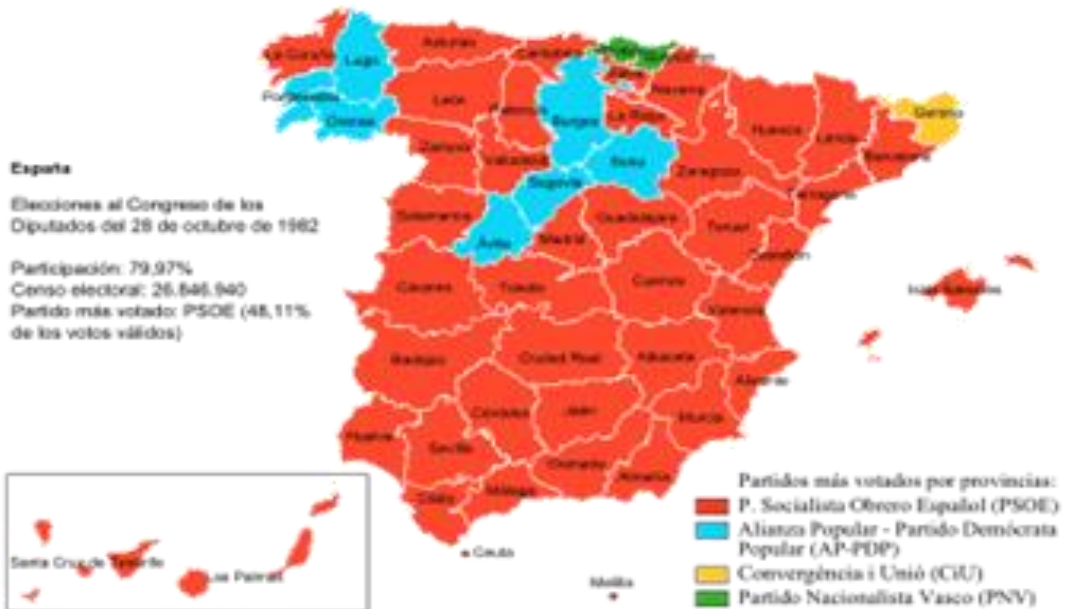 La Coruña
Lugo
Asturias
Cantabria
Pontevedra
Orense
León
Palencia
Burgos
Navarra
La Rioja
Huesca
Lérida
Gerona
Barcelona
Zamora
Valladolid
Soria
Zaragoza
Segovia
Tarragona
España
Elecciones al Congreso de los
Diputados del 28 de octubre de 1982
Participación: 79,97%
Censo electoral: 26.846.940
Partido más votado: PSOE (48,11%
de los votos válidos)
Salamanca
Ávila
Madrid
Guadalajara
Teruel
Castellón
Cáceres
Toledo
Cuenca
Valencia
Islas Baleares
Badajoz
Ciudad Real
Albacete
Alicante
Huelva
Sevilla
Córdoba
Jaén
Murcia
Granada
Almería
Cádiz
Málaga
Ceuta
Melilla
Santa Cruz de Tenerife
Las Palmas
Partidos más votados por provincias:
P. Socialista Obrero Español (PSOE)
Alianza Popular - Partido Demócrata
Popular (AP-PDP)
Convergència i Unió (CiU)
Partido Nacionalista Vasco (PNV)